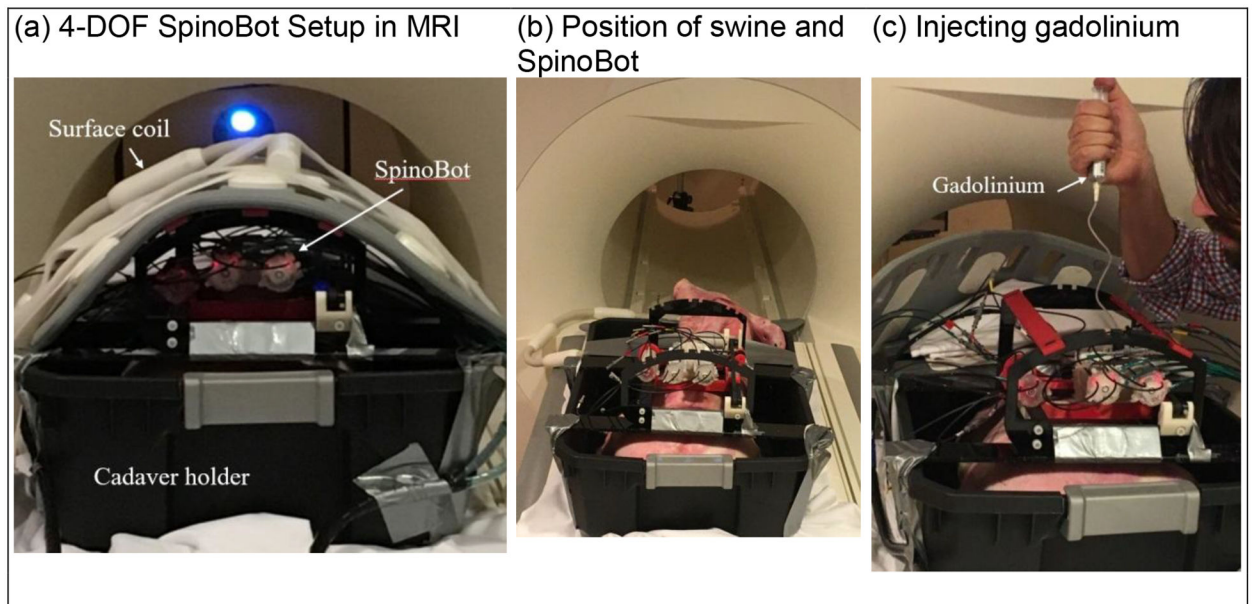 (a) 4-DOF SpinoBot Setup in MRI
(b) Position of swine and
SpinoBot
(c) Injecting gadolinium
Surface coil
SpinoBot
Cadaver holder
Gadolinium